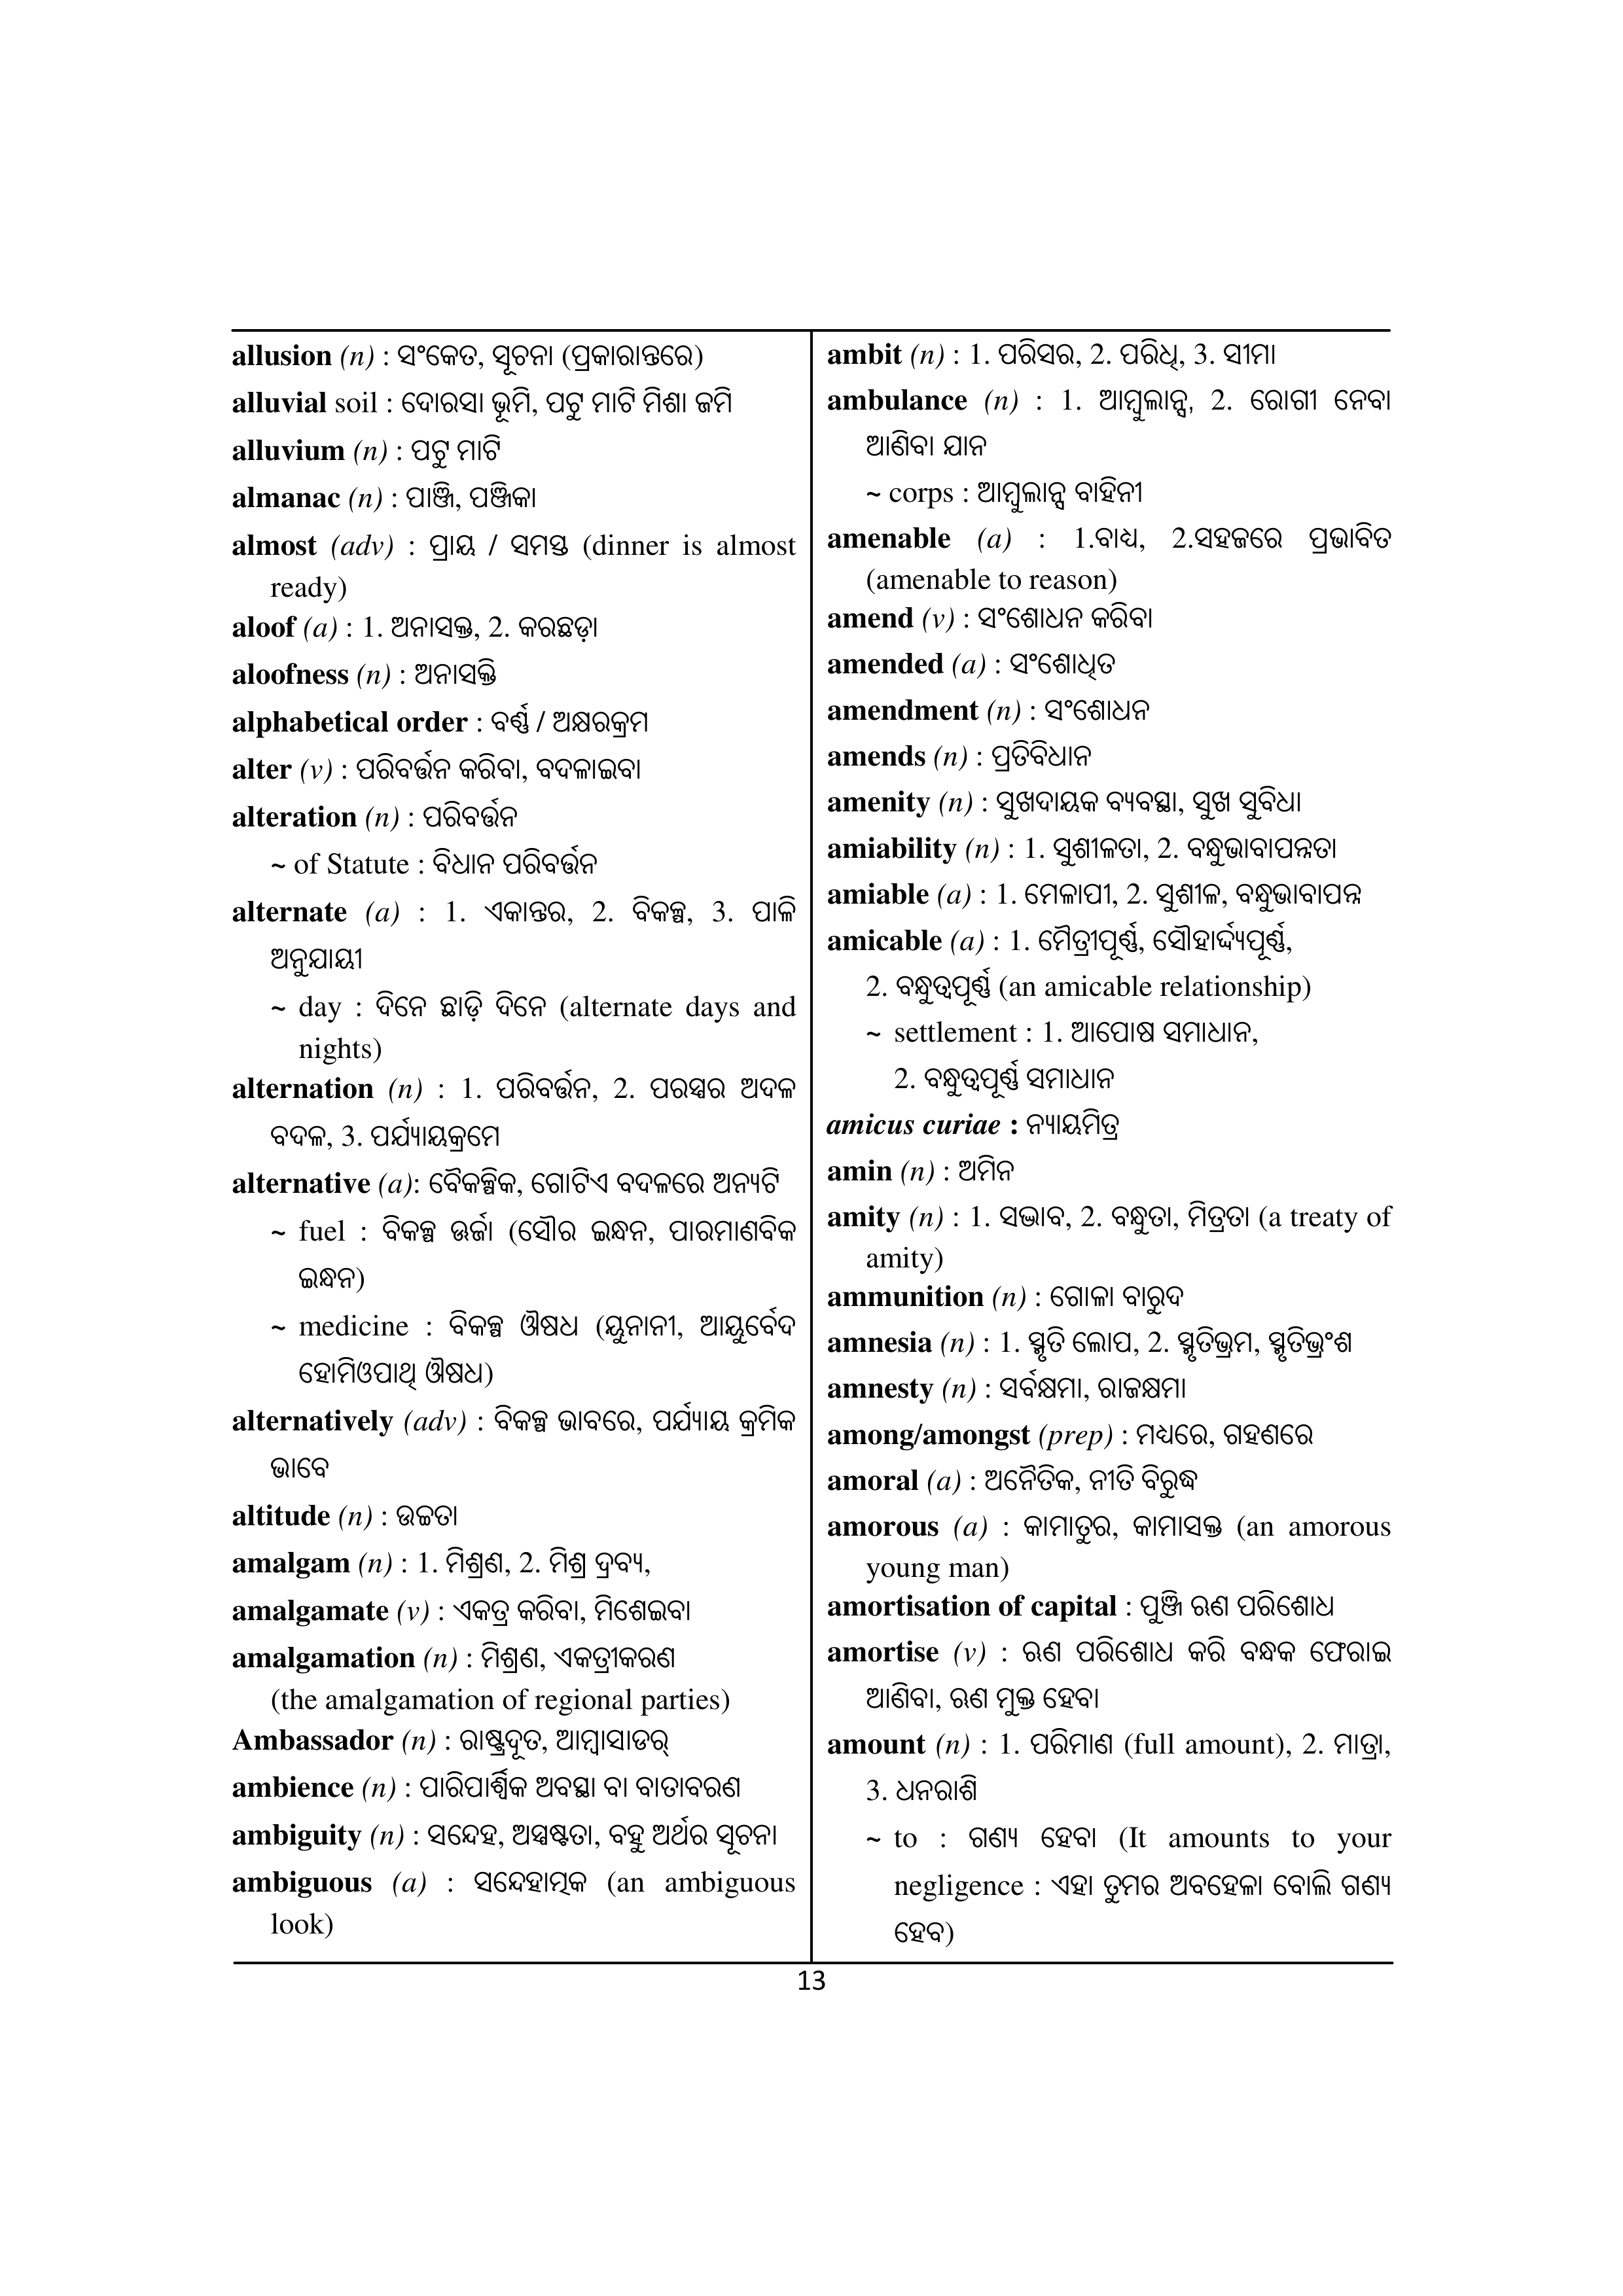 allusion (n) : ସଂକେତ, ସୂଚନା (ପ୍ରକାରାନ୍ତରେ)
alluvial soil : ଦୋରସା ଭୂମି, ପଟୁ ମାଟି ମିଶା ଜମି
alluvium (n) : ପଟୁ ମାଟି
almanac (n) : ପାଞ୍ଜି, ପଞ୍ଜିକା
almost (adv) : ପ୍ରାୟ / ସମସ୍ତ (dinner is almost
ready)
aloof (a) : 1. ଅନାସକ୍ତ, 2. କରଛଡ଼ା
aloofness (n) : ଅନାସକ୍ତି
alphabetical order : ବର୍ଣ୍ଣ / ଅକ୍ଷରକ୍ରମ
alter (v) : ପରିବର୍ତ୍ତନ କରିବା, ବଦଳାଇବା
alteration (n) : ପରିବର୍ତ୍ତନ
~ of Statute : ବିଧାନ ପରିବର୍ତ୍ତନ
alternate (a) : 1. ଏକାନ୍ତର, 2. ବିକଳ୍ପ, 3. ପାଳି
ଅନୁଯାୟୀ
~ day : ଦିନେ ଛାଡ଼ି ଦିନେ (alternate days and
nights)
alternation (n) : 1. ପରିବର୍ତ୍ତନ, 2. ପରସ୍ପର ଅଦଳ
ବଦଳ, 3. ପର୍ଯ୍ୟାୟକ୍ରମେ
alternative (a): ବୈକଳ୍ପିକ, ଗୋଟିଏ ବଦଳରେ ଅନ୍ୟଟି
~ fuel : ବିକଳ୍ପ ଊର୍ଜା (ସୌର ଇନ୍ଧନ, ପାରମାଣବିକ
ଇନ୍ଧନ)
~ medicine : ବିକଳ୍ପ ଔଷଧ (ୟୁନାନୀ, ଆୟୁର୍ବେଦ
ହୋମିଓପାଥି ଔଷଧ)
alternatively (adv) : ବିକଳ୍ପ ଭାବରେ, ପର୍ଯ୍ୟାୟ କ୍ରମିକ
ଭାବେ
altitude (n) : ଉଚ୍ଚତା
amalgam (n) : 1. ମିଶ୍ରଣ, 2. ମିଶ୍ର ଦ୍ରବ୍ୟ,
amalgamate (v) : ଏକତ୍ର କରିବା, ମିଶେଇବା
amalgamation (n) : ମିଶ୍ରଣ, ଏକତ୍ରୀକରଣ
(the amalgamation of regional parties)
Ambassador (n) : ରାଷ୍ଟ୍ରଦୂତ, ଆମ୍ବାସାଡର୍
ambience (n) : ପାରିପାର୍ଶ୍ୱିକ ଅବସ୍ଥା ବା ବାତାବରଣ
ambiguity (n) : ସନ୍ଦେହ, ଅସ୍ପଷ୍ଟତା, ବହୁ ଅର୍ଥର ସୂଚନା
ambiguous (a) : ସନ୍ଦେହାତ୍ମକ (an ambiguous
look)
ambit (n) : 1. ପରିସର, 2. ପରିଧି, 3. ସୀମା
ambulance (n) : 1. ଆମ୍ବୁଲାନ୍ସ, 2. ରୋଗୀ ନେବା
ଆଣିବା ଯାନ
~ corps : ଆମ୍ବୁଲାନ୍ସ ବାହିନୀ
amenable (a) : 1.ବାଧ୍ୟ, 2.ସହଜରେ ପ୍ରଭାବିତ
(amenable to reason)
amend (v) : ସଂଶୋଧନ କରିବା
amended (a) : ସଂଶୋଧିତ
amendment (n) : ସଂଶୋଧନ
amends (n) : ପ୍ରତିବିଧାନ
amenity (n) : ସୁଖଦାୟକ ବ୍ୟବସ୍ଥା, ସୁଖ ସୁବିଧା
amiability (n) : 1. ସୁଶୀଳତା, 2. ବନ୍ଧୁଭାବାପନ୍ନତା
amiable (a) : 1. ମେଳାପୀ, 2. ସୁଶୀଳ, ବନ୍ଧୁଭାବାପନ୍ନ
amicable (a) : 1. ମୈତ୍ରୀପୂର୍ଣ୍ଣ, ସୌହାର୍ଦ୍ଦ୍ୟପୂର୍ଣ୍ଣ,
2. ବନ୍ଧୁତ୍ୱପୂର୍ଣ୍ଣ (an amicable relationship)
~ settlement : 1. ଆପୋଷ ସମାଧାନ,
2. ବନ୍ଧୁତ୍ୱପୂର୍ଣ୍ଣ ସମାଧାନ
amicus curiae : ନ୍ୟାୟମିତ୍ର
amin (n) : ଅମିନ
amity (n) : 1. ସଦ୍ଭାବ, 2. ବନ୍ଧୁତା, ମିତ୍ରତା (a treaty of
amity)
ammunition (n) : ଗୋଳା ବାରୁଦ
amnesia (n) : 1. ସ୍ମୃତି ଲୋପ, 2. ସ୍ମୃତିଭ୍ରମ, ସ୍ମୃତିଭ୍ରଂଶ
amnesty (n) : ସର୍ବକ୍ଷମା, ରାଜକ୍ଷମା
among/amongst (prep) : ମଧ୍ୟରେ, ଗହଣରେ
amoral (a) : ଅନୈତିକ, ନୀତି ବିରୁଦ୍ଧ
amorous (a) : କାମାତୁର, କାମାସକ୍ତ (an amorous
young man)
amortisation of capital : ପୁଞ୍ଜି ଋଣ ପରିଶୋଧ
amortise (v) : ଋଣ ପରିଶୋଧ କରି ବନ୍ଧକ ଫେରାଇ
ଆଣିବା, ଋଣ ମୁକ୍ତ ହେବା
amount (n) : 1. ପରିମାଣ (full amount), 2. ମାତ୍ରା,
3. ଧନରାଶି
~ to : ଗଣ୍ୟ ହେବା (It amounts to your
negligence : ଏହା ତୁମର ଅବହେଳା ବୋଲି ଗଣ୍ୟ
ହେବ)
13